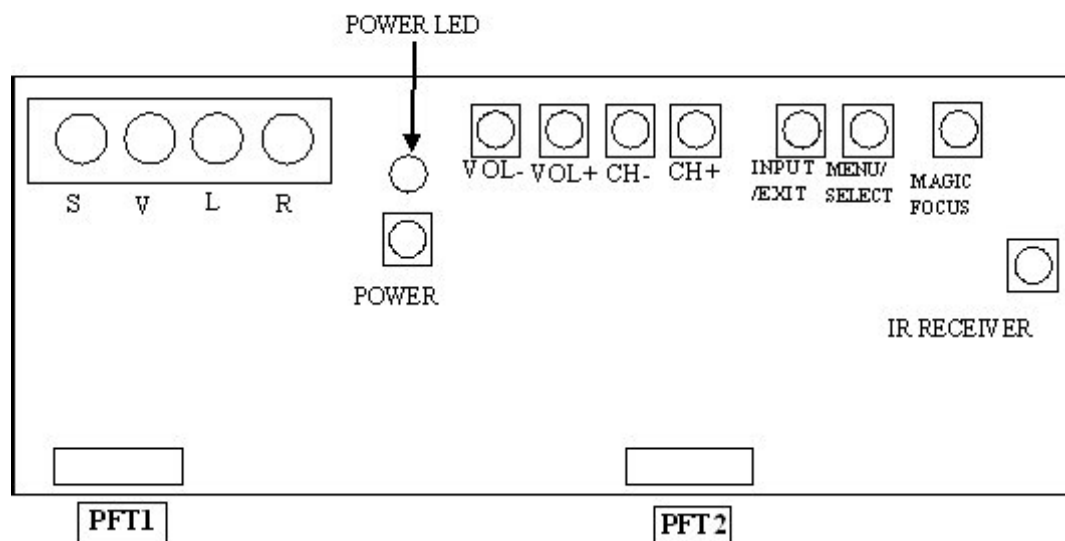 POWER LED
S V L R
VOL- VOL+ CH- CH+
INPUT
/EXIT
MENU/
SELECT
MAGIC
FOCUS
POWER
IR RECEIVER
PFT1
PFT2